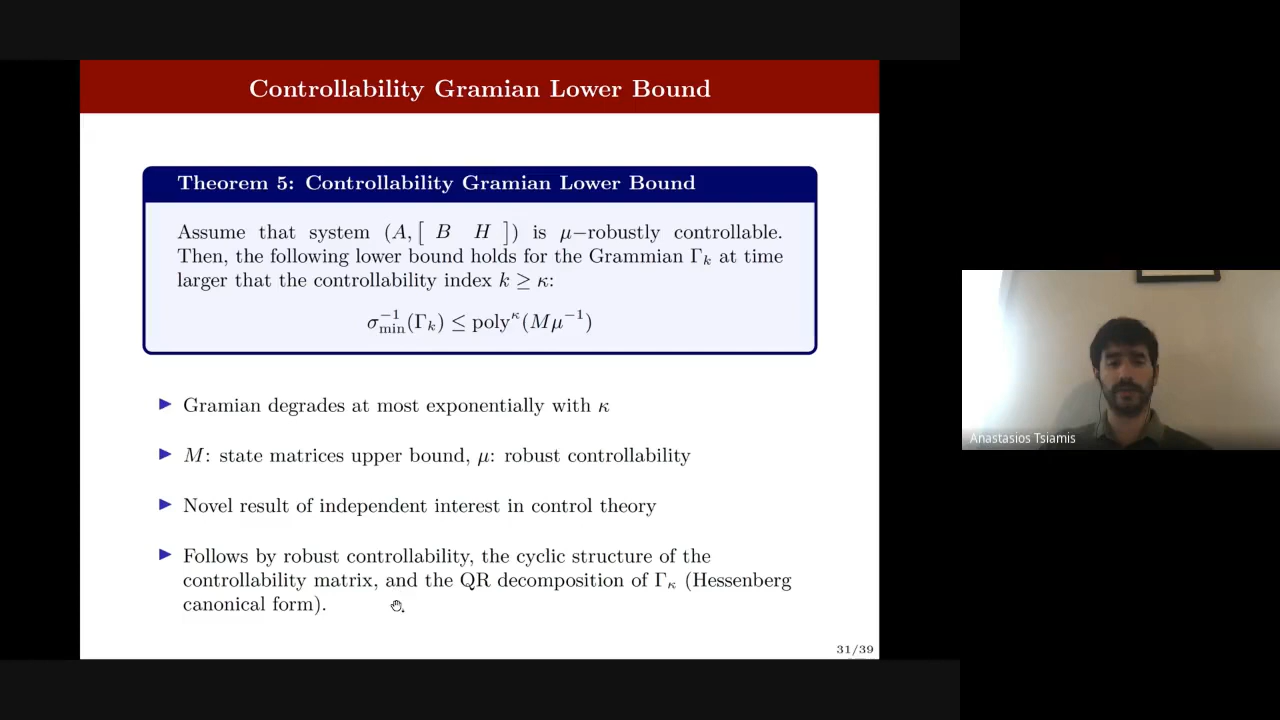 Controllability Gramian Lower Bound
Theorem 5: Controllability Gramian Lower Bound
Assume that system (A, [ B H ]) is μ−robustly controllable.
Then, the following lower bound holds for the Grammian Γₖ at time
larger that the controllability index k ≥ κ:
σ⁻¹ₘᵢₙ(Γₖ) ≤ poly^κ(Mμ⁻¹)
▶ Gramian degrades at most exponentially with κ
▶ M: state matrices upper bound, μ: robust controllability
▶ Novel result of independent interest in control theory
▶ Follows by robust controllability, the cyclic structure of the
controllability matrix, and the QR decomposition of Γ_κ (Hessenberg
canonical form).
31/39
Anastasios Tsiamis